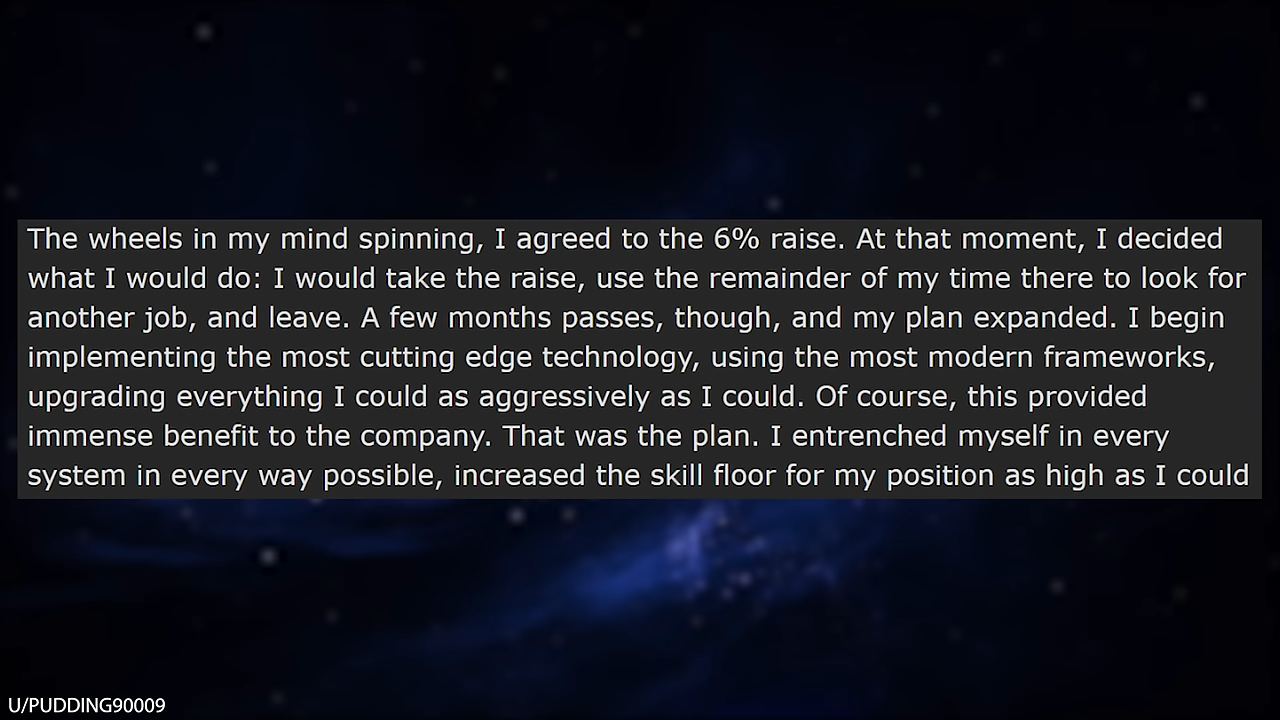 The wheels in my mind spinning, I agreed to the 6% raise. At that moment, I decided
what I would do: I would take the raise, use the remainder of my time there to look for
another job, and leave. A few months passes, though, and my plan expanded. I begin
implementing the most cutting edge technology, using the most modern frameworks,
upgrading everything I could as aggressively as I could. Of course, this provided
immense benefit to the company. That was the plan. I entrenched myself in every
system in every way possible, increased the skill floor for my position as high as I could
U/PUDDING90009